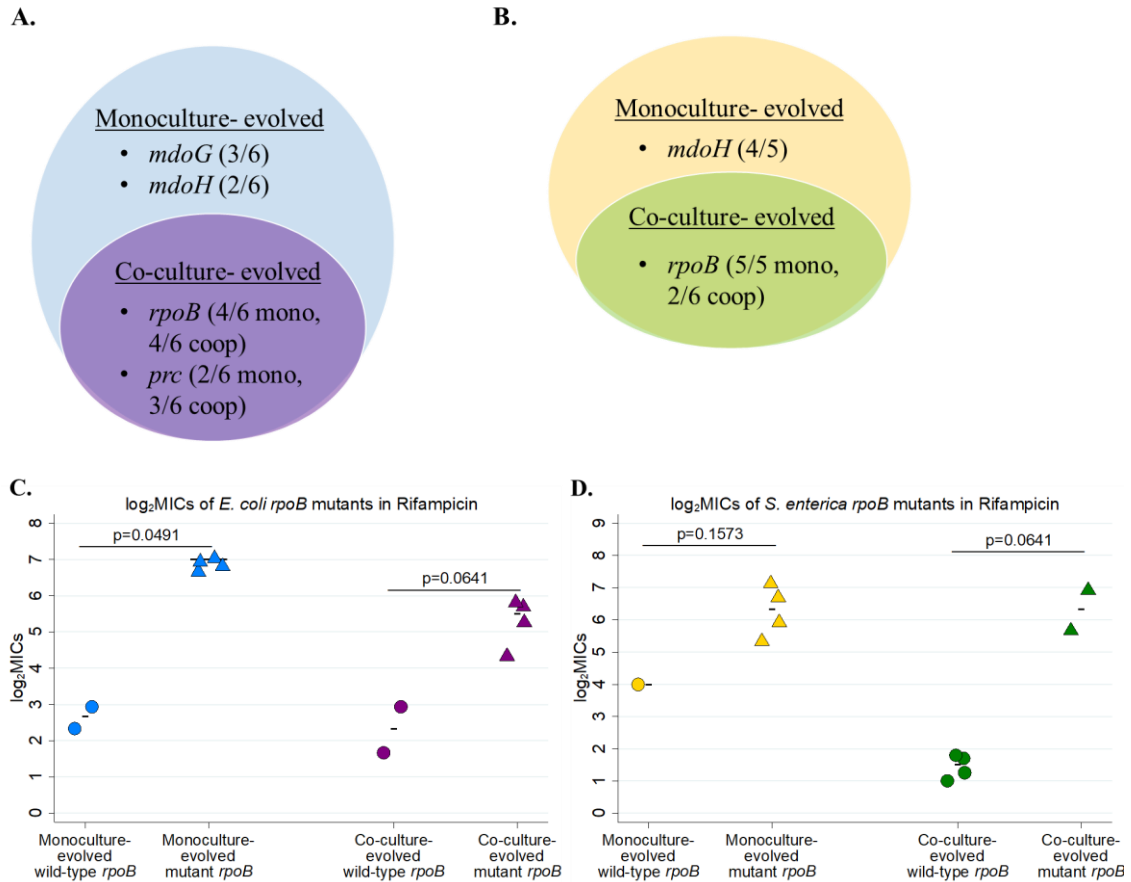 A.
Monoculture- evolved
• mdoG (3/6)
• mdoH (2/6)
Co-culture- evolved
• rpoB (4/6 mono,
4/6 coop)
• prc (2/6 mono,
3/6 coop)
B.
Monoculture- evolved
• mdoH (4/5)
Co-culture- evolved
• rpoB (5/5 mono,
2/6 coop)
C.
log₂MICs of E. coli rpoB mutants in Rifampicin
log₂MICs
8
7
6
5
4
3
2
1
0
p=0.0491
p=0.0641
Monoculture-
evolved
wild-type rpoB
Monoculture-
evolved
mutant rpoB
Co-culture-
evolved
wild-type rpoB
Co-culture-
evolved
mutant rpoB
D.
log₂MICs of S. enterica rpoB mutants in Rifampicin
log₂MICs
9
8
7
6
5
4
3
2
1
0
p=0.1573
p=0.0641
Monoculture-
evolved
wild-type rpoB
Monoculture-
evolved
mutant rpoB
Co-culture-
evolved
wild-type rpoB
Co-culture-
evolved
mutant rpoB